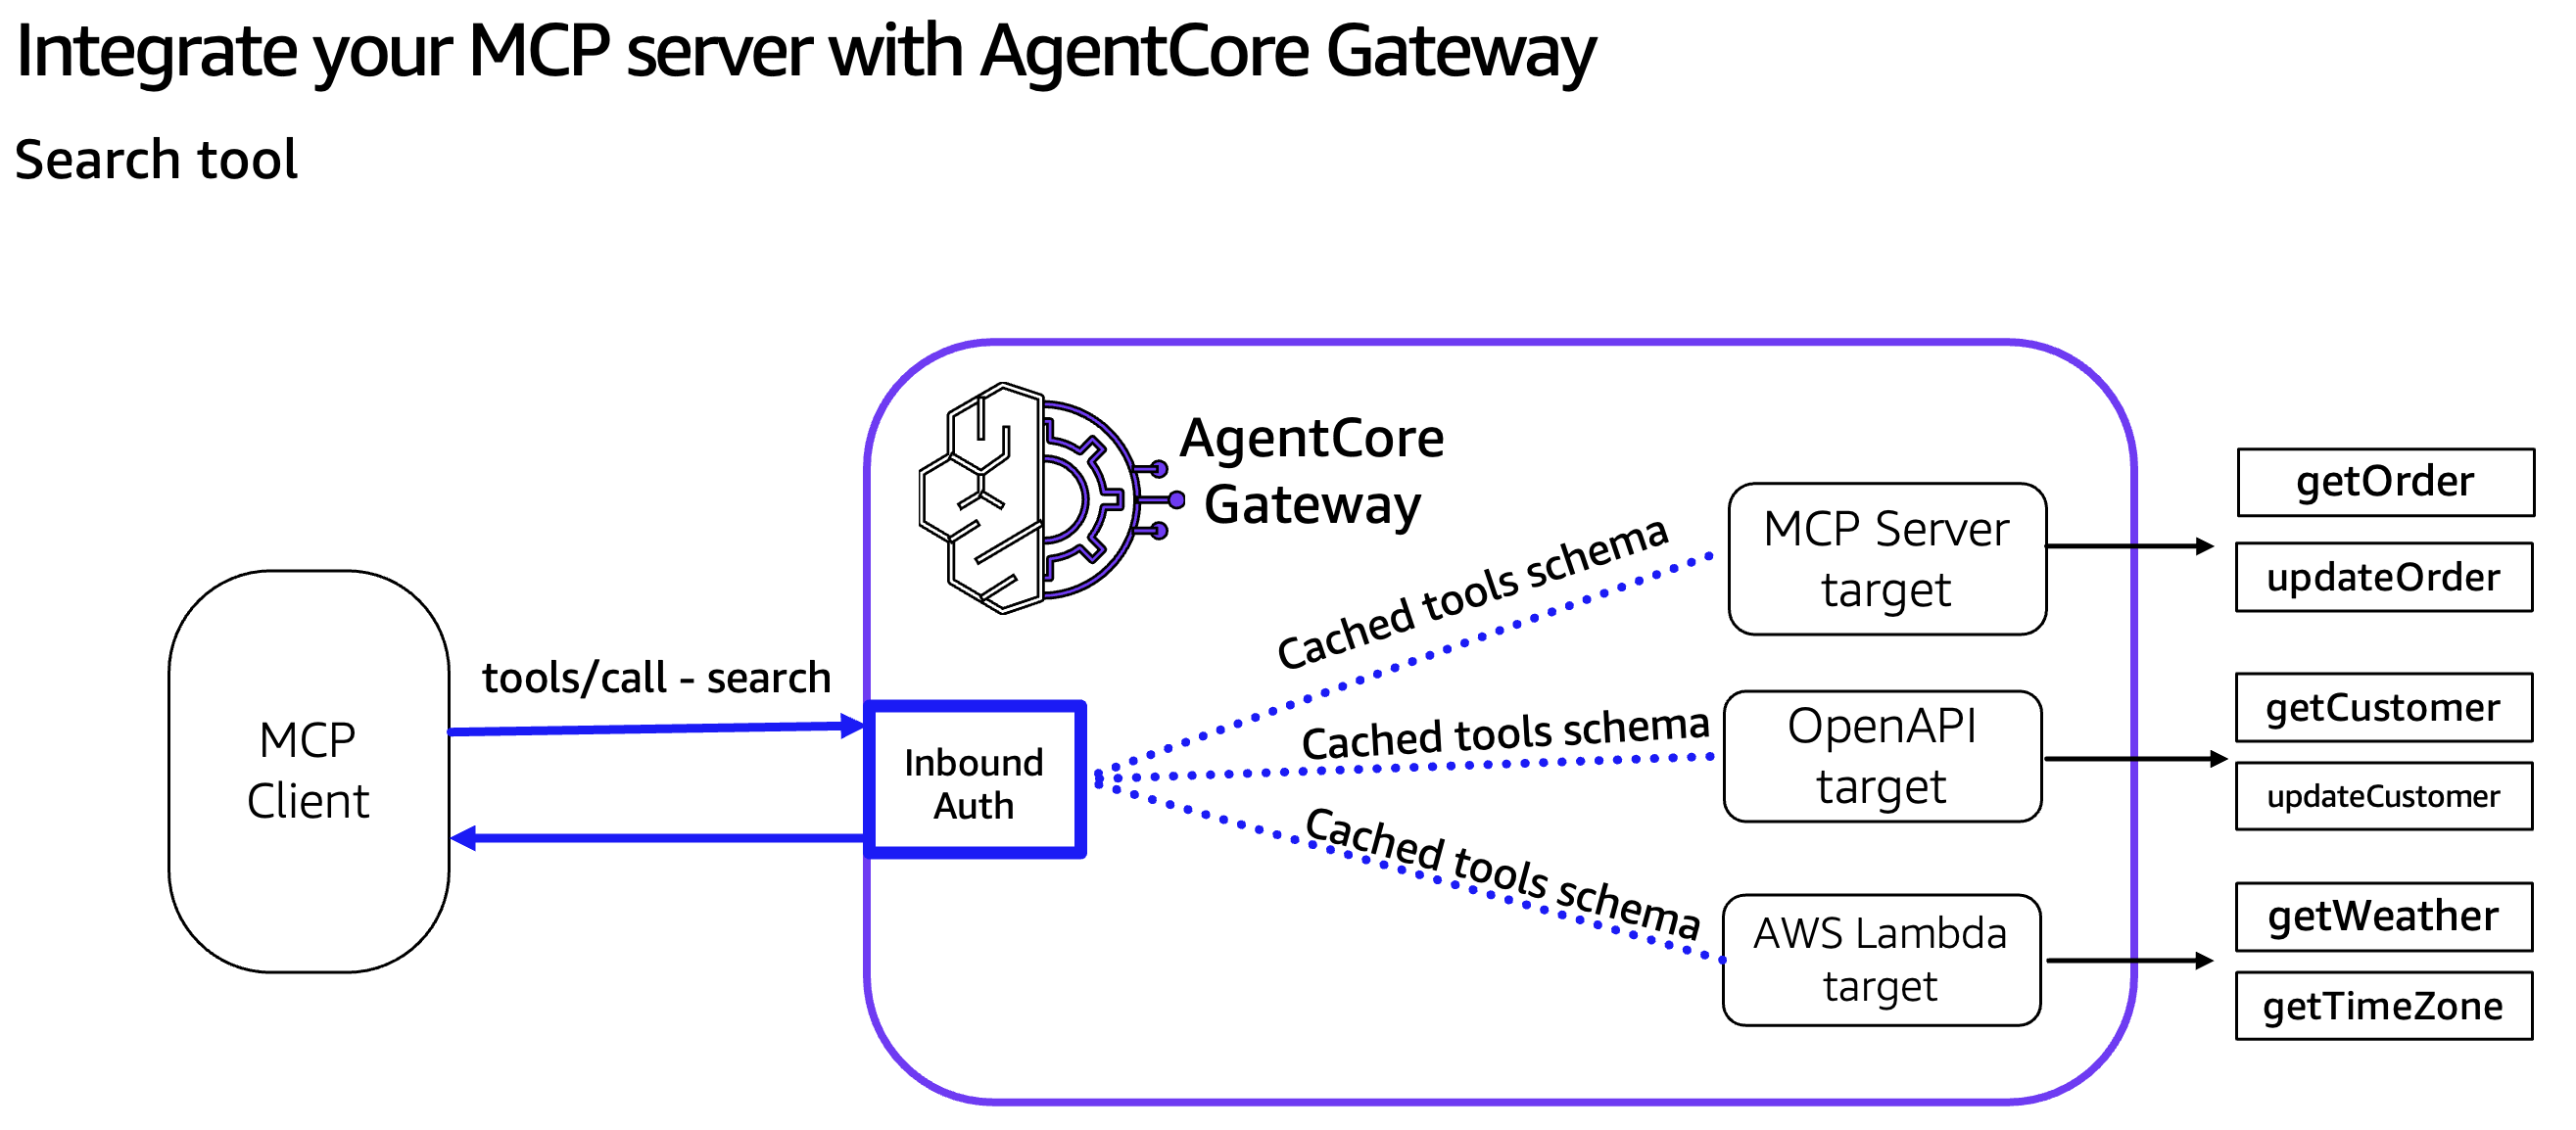 Integrate your MCP server with AgentCore Gateway
Search tool
MCP
Client
tools/call - search
Inbound
Auth
AgentCore
Gateway
Cached tools schema
Cached tools schema
Cached tools schema
MCP Server
target
OpenAPI
target
AWS Lambda
target
getOrder
updateOrder
getCustomer
updateCustomer
getWeather
getTimeZone